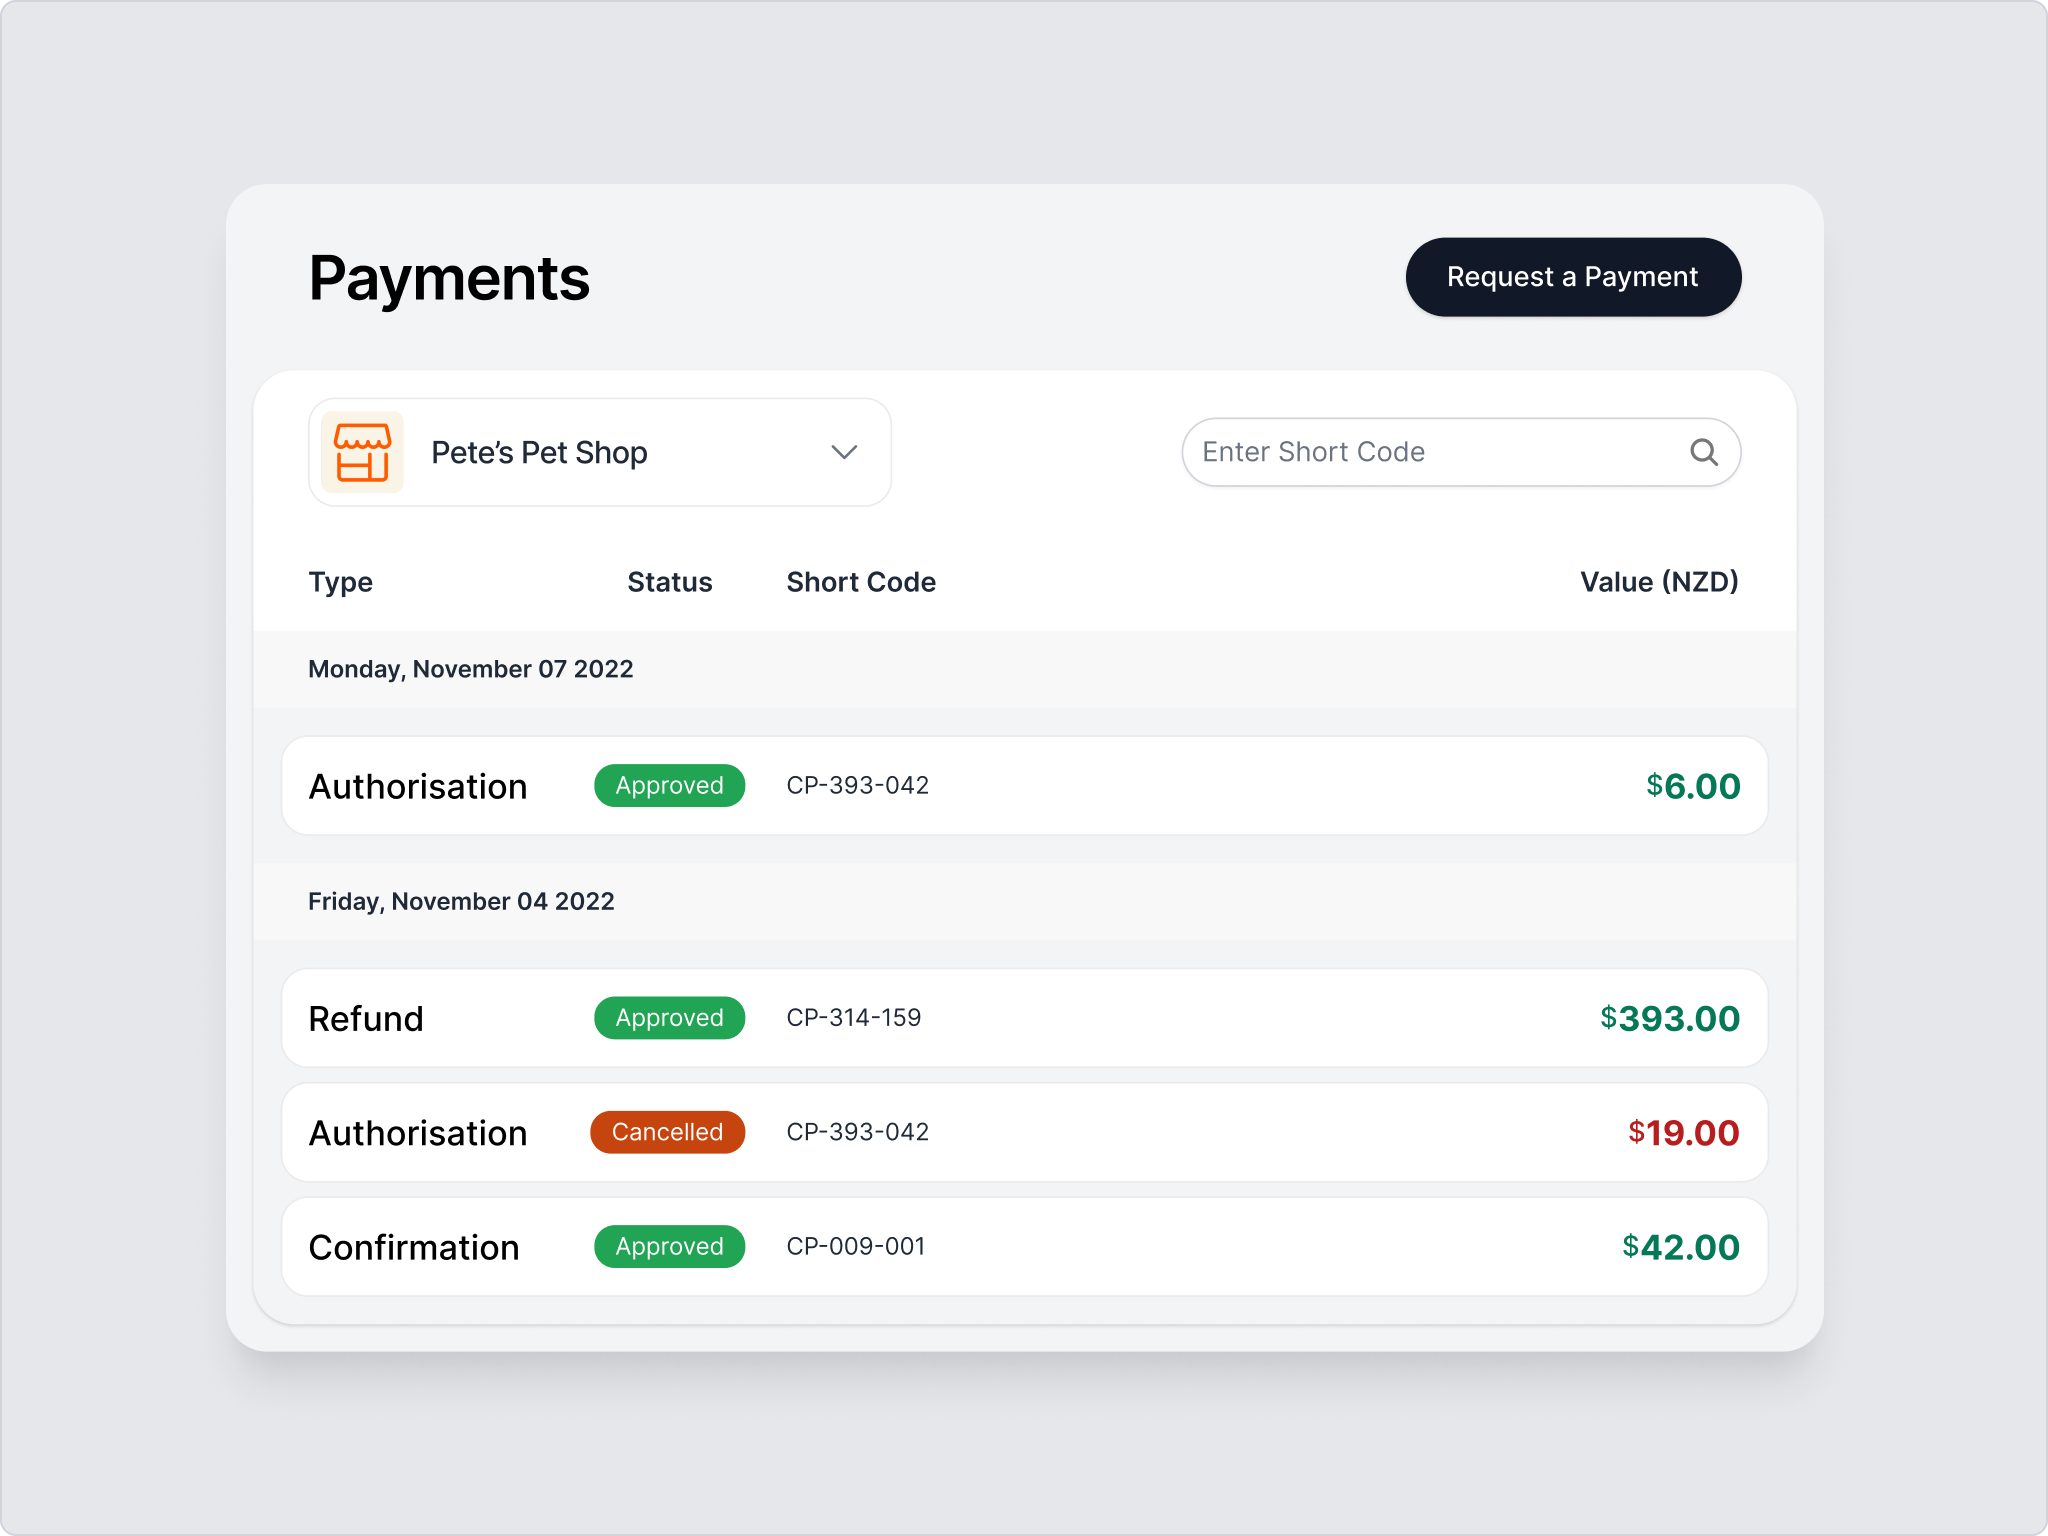 Payments
Request a Payment
Pete’s Pet Shop
Enter Short Code
Type Status Short Code Value (NZD)
Monday, November 07 2022
Authorisation Approved CP-393-042 $6.00
Friday, November 04 2022
Refund Approved CP-314-159 $393.00
Authorisation Cancelled CP-393-042 $19.00
Confirmation Approved CP-009-001 $42.00